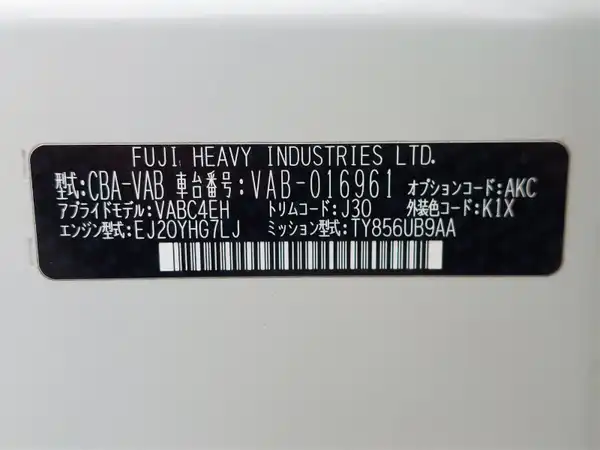 FUJI HEAVY INDUSTRIES LTD.
型式:CBA-VAB 車台番号:VAB-016961 オプションコード:AKC
アプライドモデル:VABC4EH トリムコード:J30 外装色コード:K1X
エンジン型式:EJ20YHG7LJ ミッション型式:TY856UB9AA